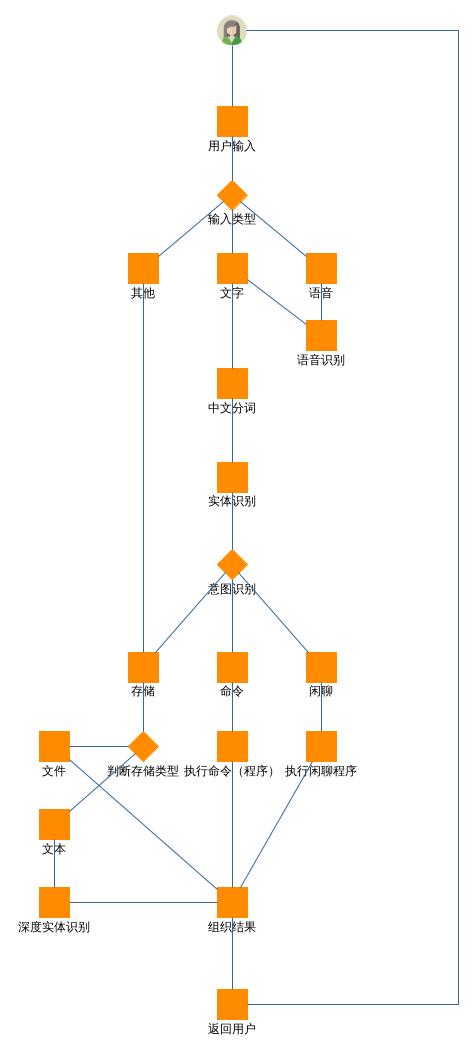 用户输入
输入类型
其他
文字
语音
语音识别
中文分词
实体识别
意图识别
存储
命令
闲聊
文件
判断存储类型
执行命令（程序）
执行闲聊程序
文本
深度实体识别
组织结果
返回用户